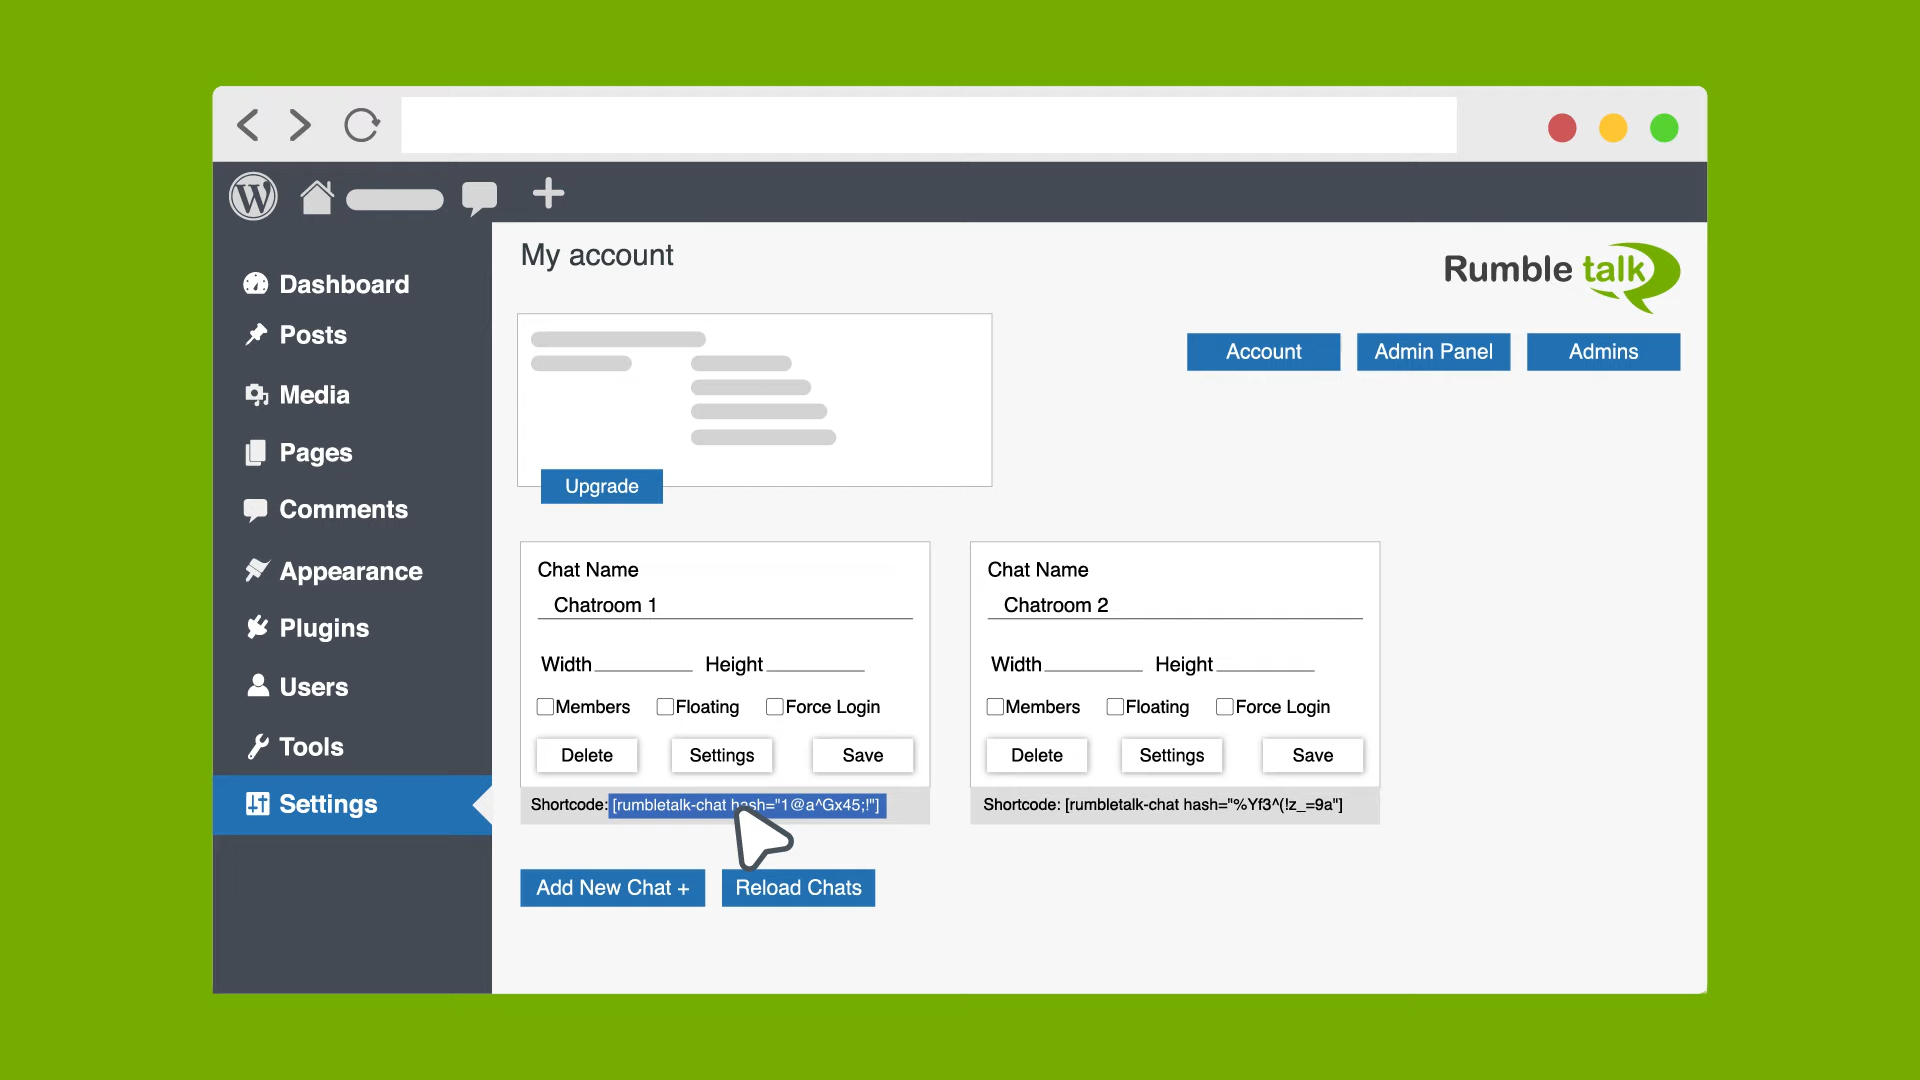 My account
Rumble talk
Dashboard
Posts
Media
Pages
Comments
Appearance
Plugins
Users
Tools
Settings
Account
Admin Panel
Admins
Upgrade
Chat Name
Chatroom 1
Width Height
Members Floating Force Login
Delete Settings Save
Shortcode: [rumbletalk-chat hash="1@a^Gx45;!"]
Chat Name
Chatroom 2
Width Height
Members Floating Force Login
Delete Settings Save
Shortcode: [rumbletalk-chat hash="%Yf3^(!z_=9a"]
Add New Chat +
Reload Chats